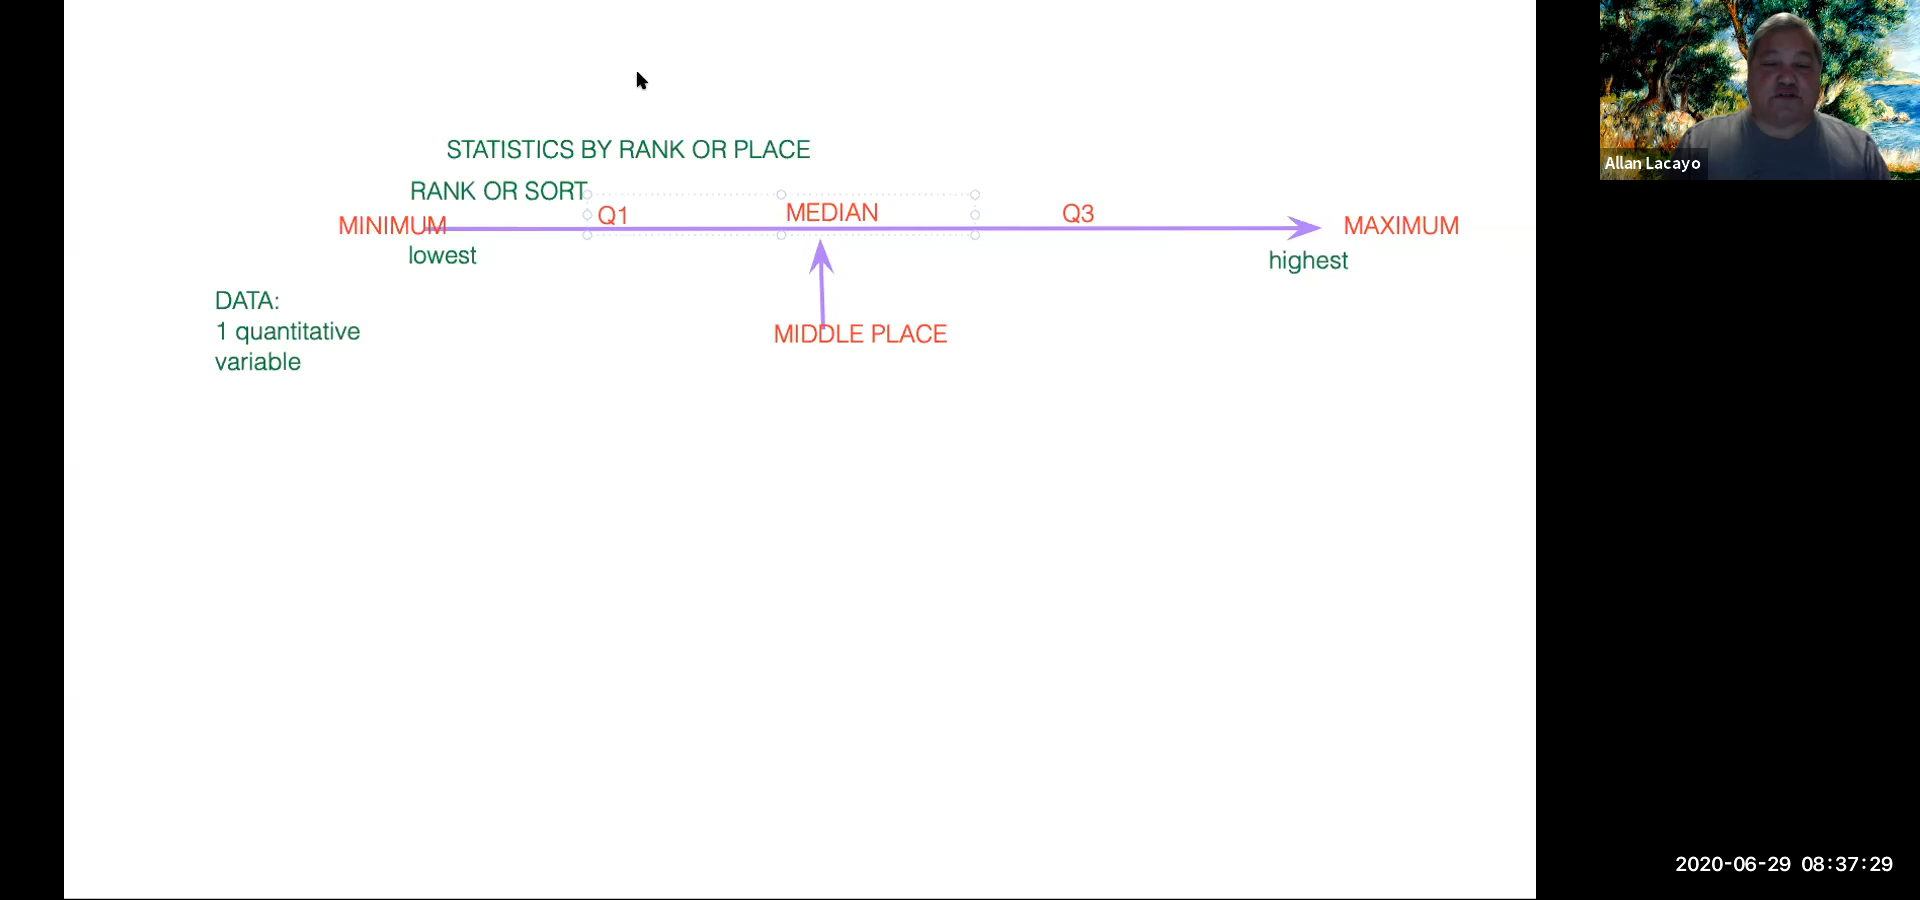 STATISTICS BY RANK OR PLACE
RANK OR SORT
Q1 MEDIAN Q3
MINIMUM MAXIMUM
lowest highest
DATA:
1 quantitative
variable
MIDDLE PLACE
Allan Lacayo
2020-06-29 08:37:29